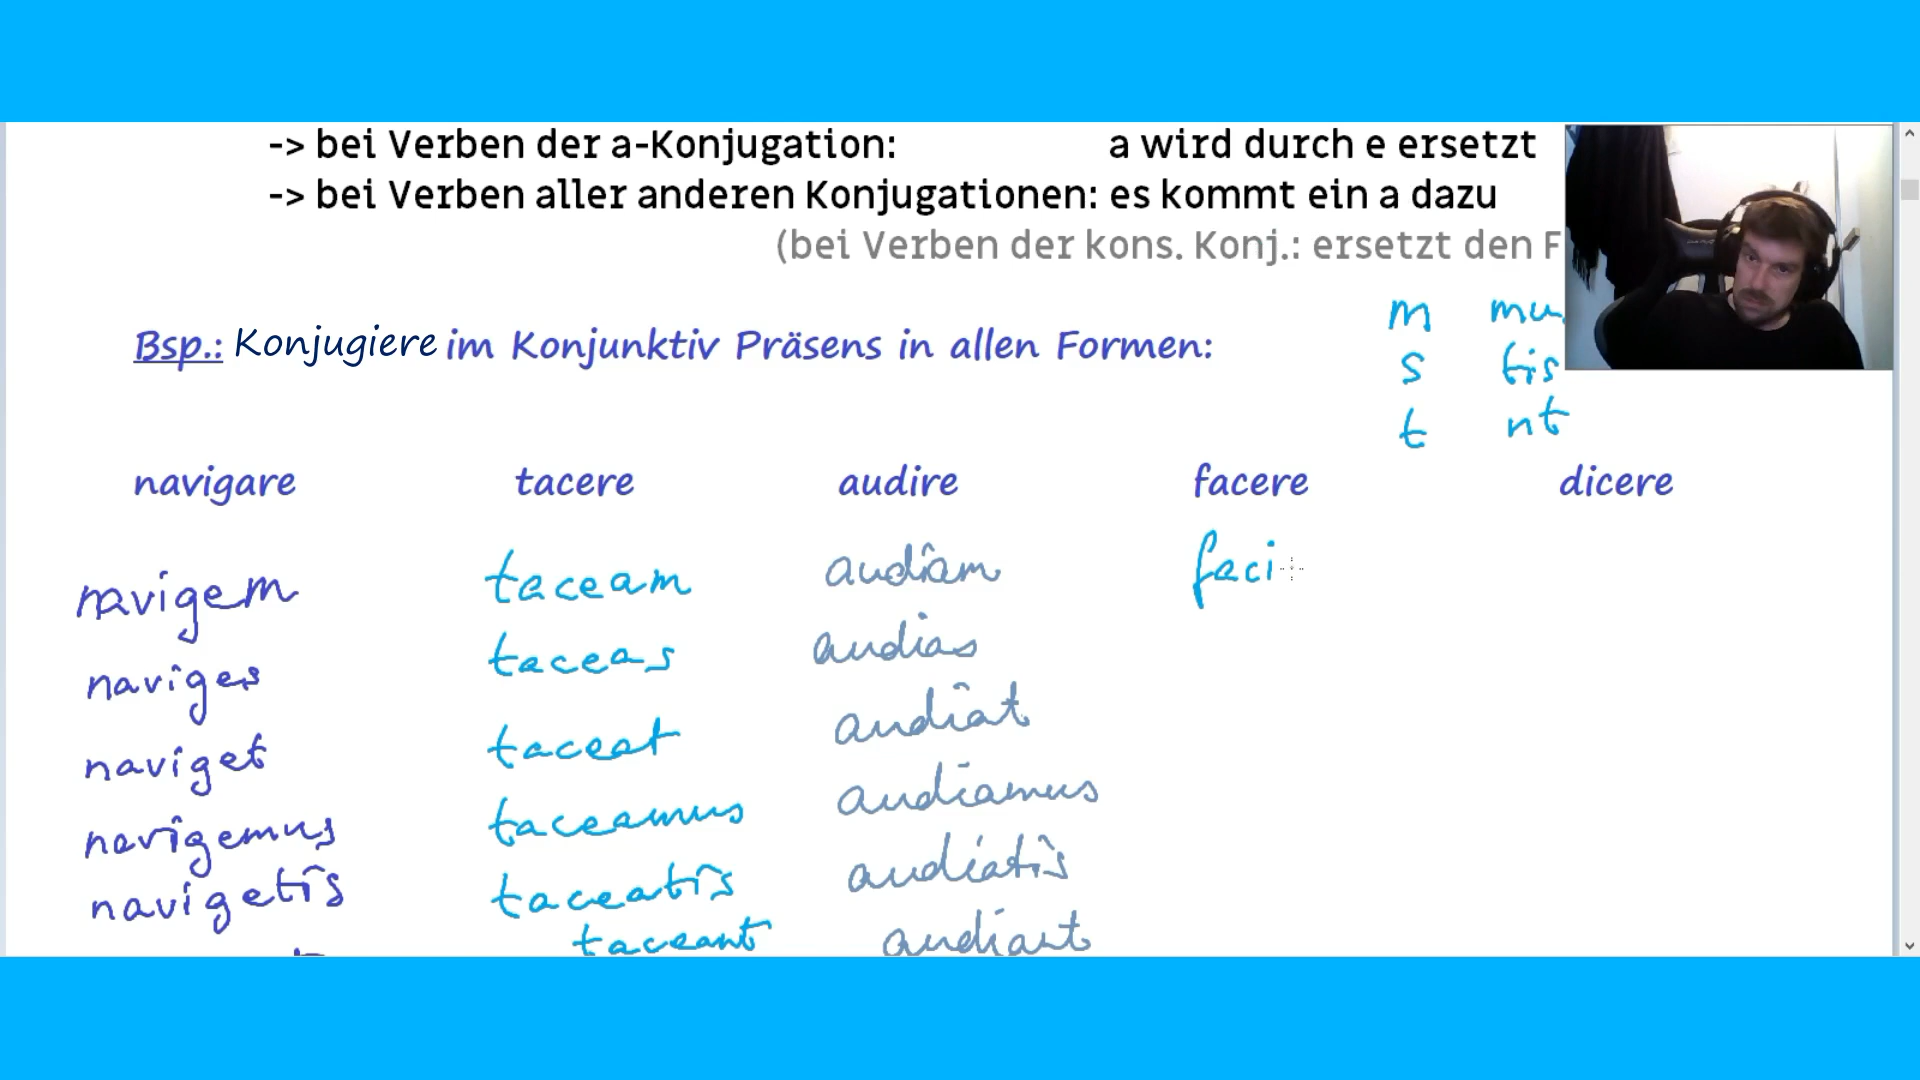 -> bei Verben der a-Konjugation: a wird durch e ersetzt
-> bei Verben aller anderen Konjugationen: es kommt ein a dazu
(bei Verben der kons. Konj.: ersetzt den F
m mu
s tis
t nt
Bsp.: Konjugiere im Konjunktiv Präsens in allen Formen:
navigare tacere audire facere dicere
navigem taceam audiam faci
naviges taceas audias
naviget taceat audiat
navigemus taceamus audiamus
navigetis taceatis audiatis
taceant audiant